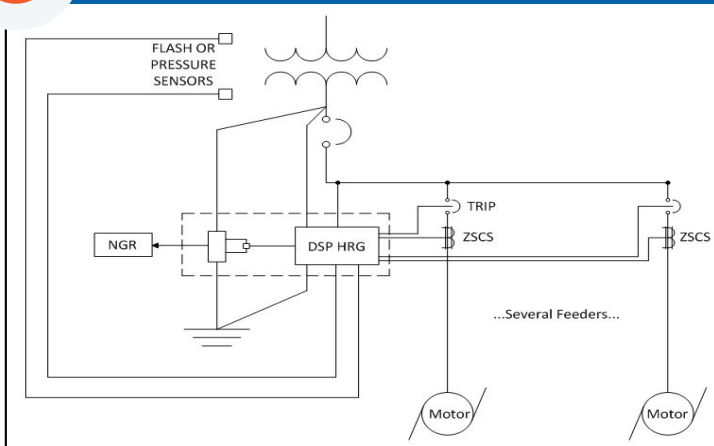 FLASH OR
PRESSURE
SENSORS
TRIP
NGR
DSP HRG
ZSCS
ZSCS
...Several Feeders...
Motor
Motor